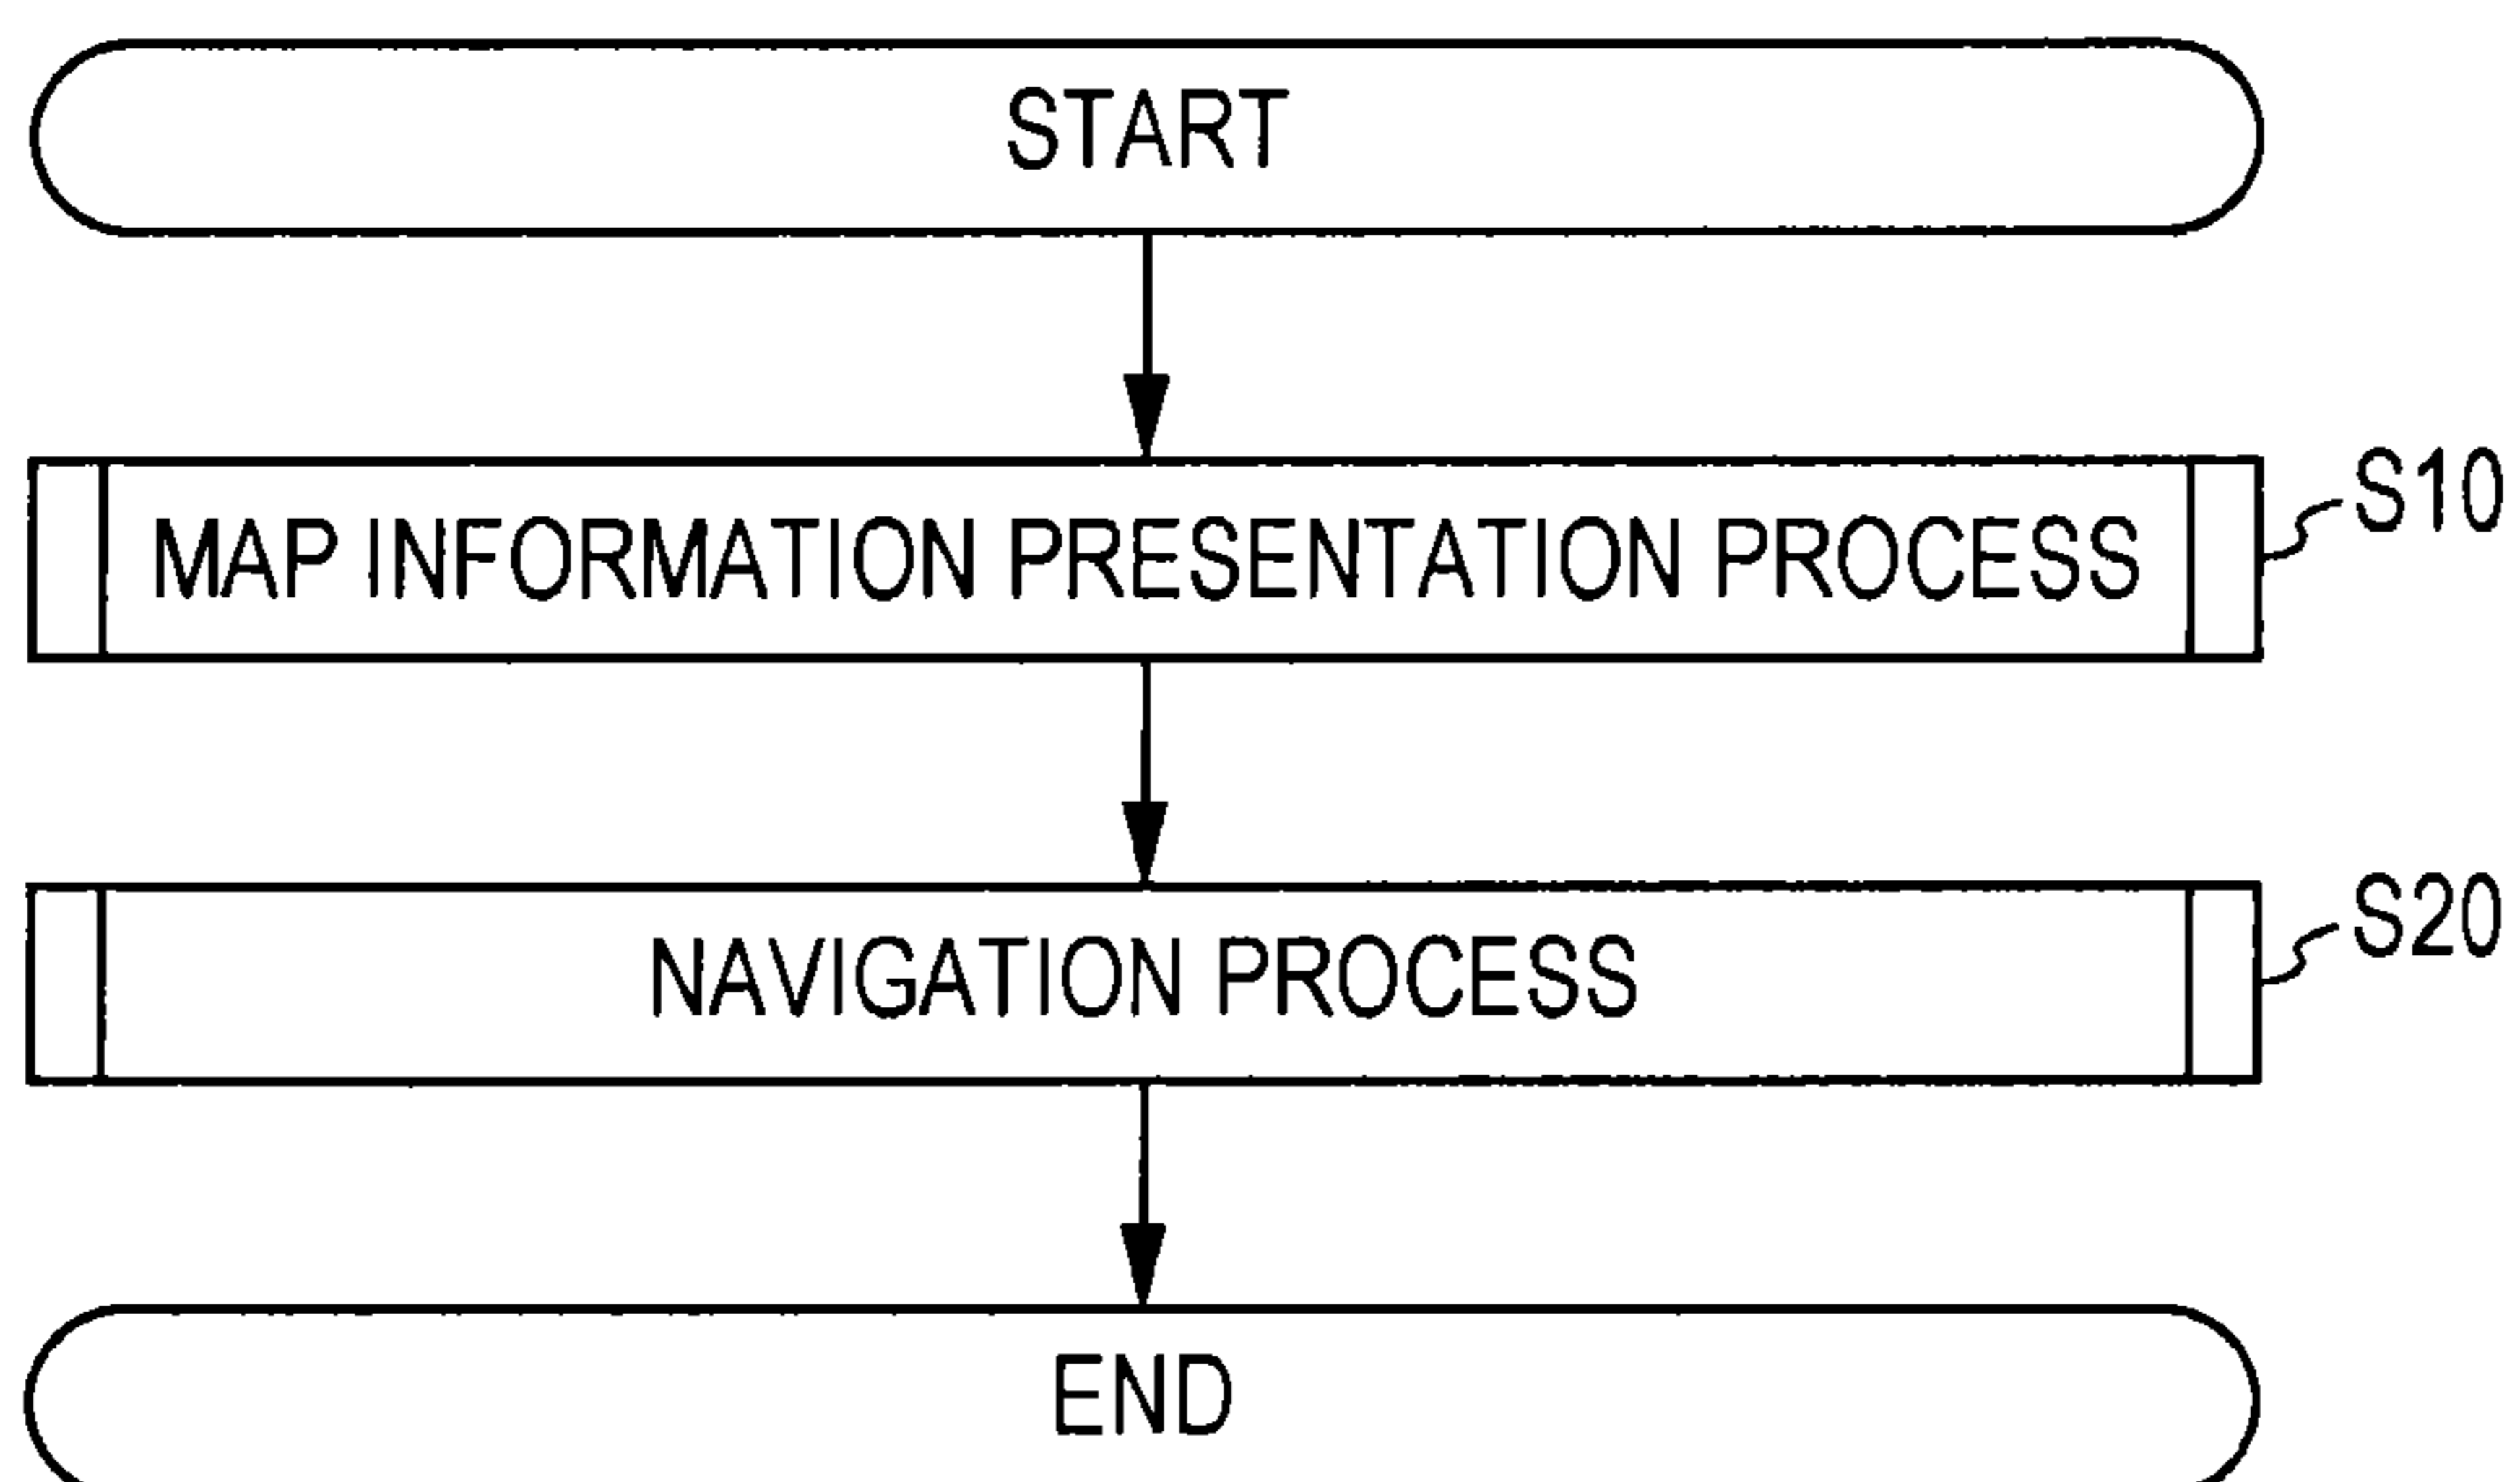 START
MAP INFORMATION PRESENTATION PROCESS
S10
NAVIGATION PROCESS
S20
END